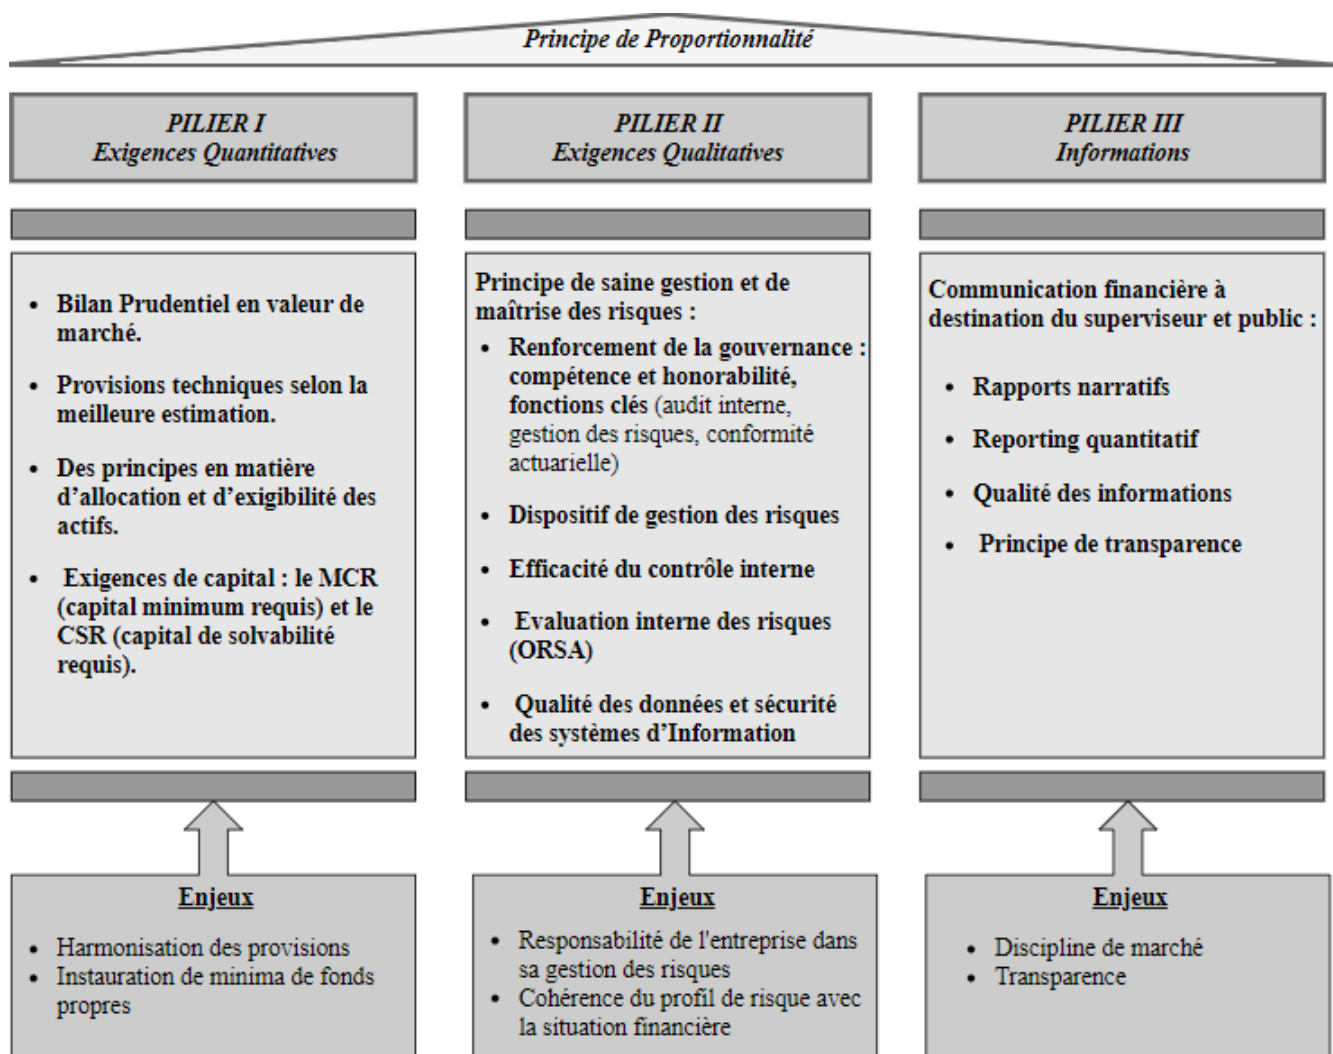 Principe de Proportionnalité
PILIER I
Exigences Quantitatives
• Bilan Prudentiel en valeur de
marché.
• Provisions techniques selon la
meilleure estimation.
• Des principes en matière
d’allocation et d’exigibilité des
actifs.
• Exigences de capital : le MCR
(capital minimum requis) et le
CSR (capital de solvabilité
requis).
Enjeux
• Harmonisation des provisions
• Instauration de minima de fonds
propres
PILIER II
Exigences Qualitatives
Principe de saine gestion et de
maîtrise des risques :
• Renforcement de la gouvernance :
compétence et honorabilité,
fonctions clés (audit interne,
gestion des risques, conformité
actuarielle)
• Dispositif de gestion des risques
• Efficacité du contrôle interne
• Evaluation interne des risques
(ORSA)
• Qualité des données et sécurité
des systèmes d’Information
Enjeux
• Responsabilité de l'entreprise dans
sa gestion des risques
• Cohérence du profil de risque avec
la situation financière
PILIER III
Informations
Communication financière à
destination du superviseur et public :
• Rapports narratifs
• Reporting quantitatif
• Qualité des informations
• Principe de transparence
Enjeux
• Discipline de marché
• Transparence